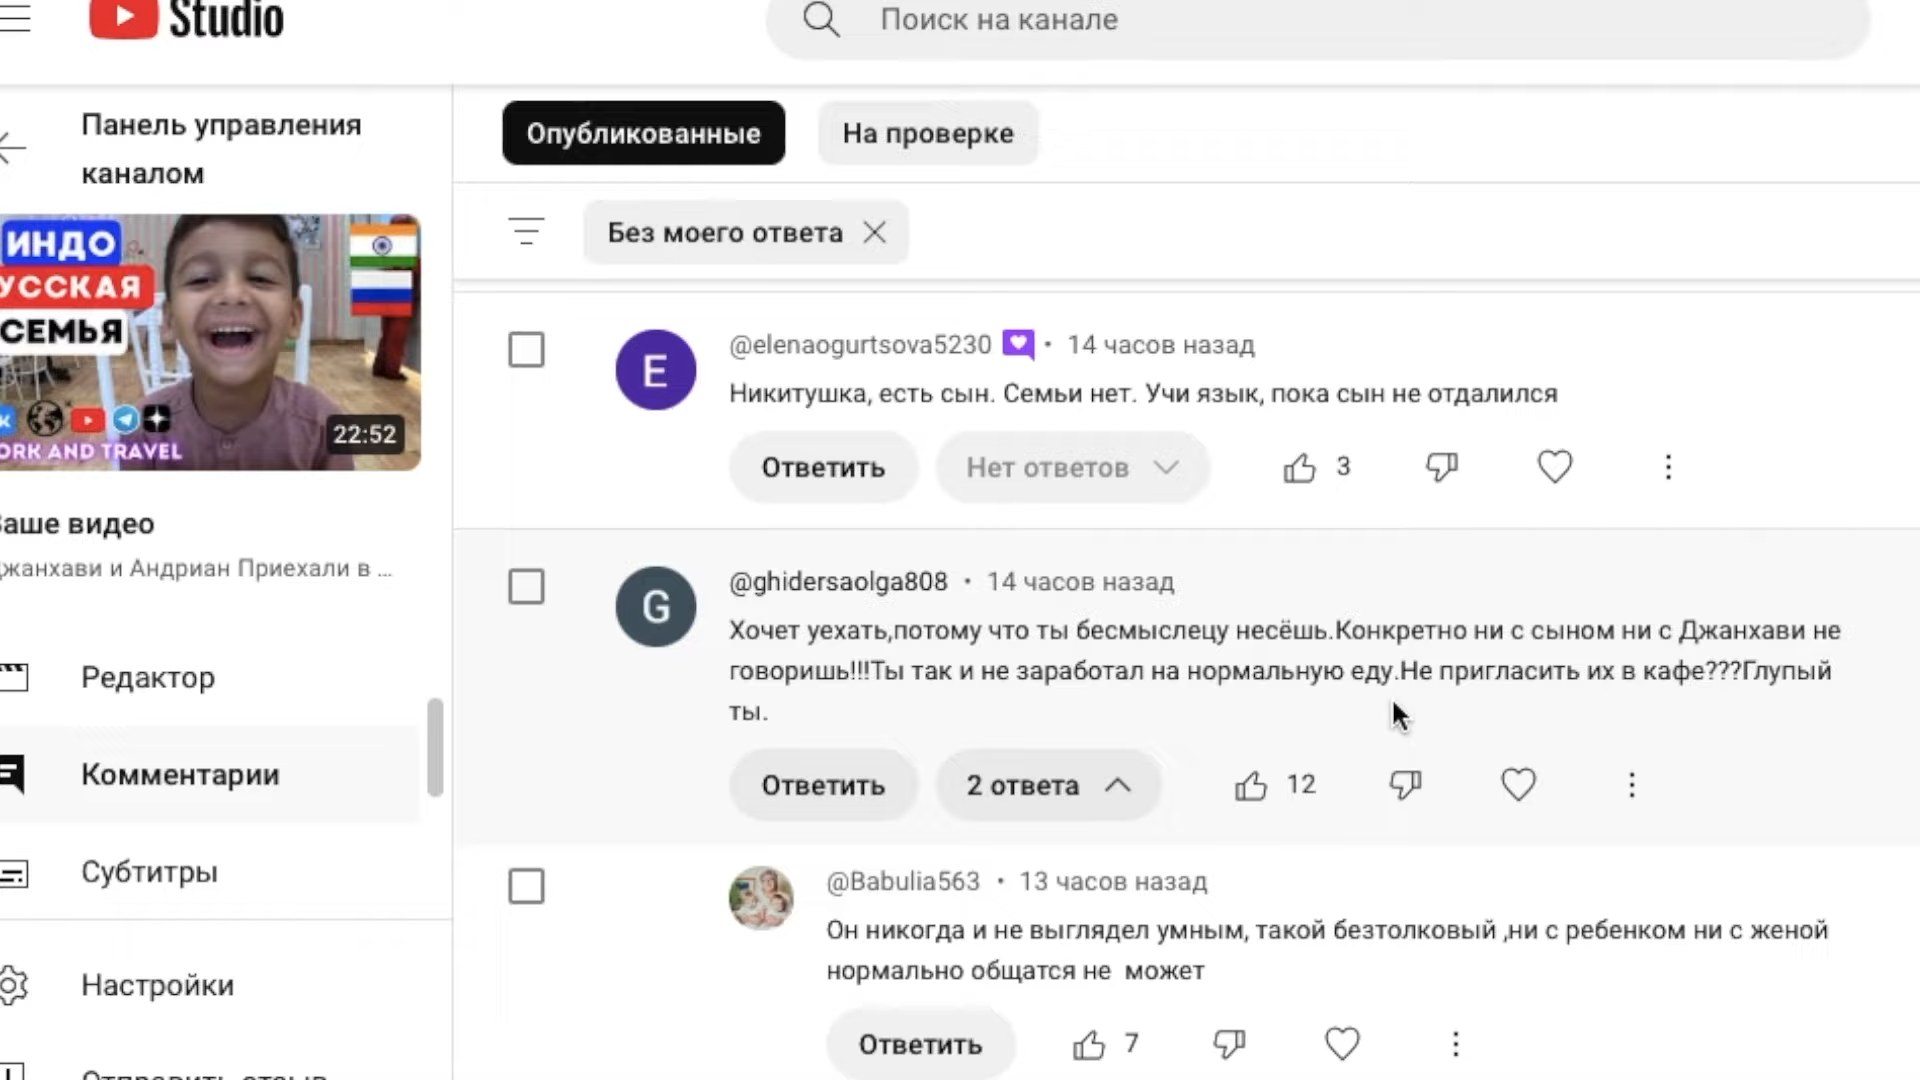 Studio
Поиск на канале
Панель управления
каналом
Опубликованные
На проверке
Без моего ответа
ИНДО
УССКАЯ
СЕМЬЯ
22:52
ORK AND TRAVEL
Ваше видео
Джанхави и Андриан Приехали в ...
Редактор
Комментарии
Субтитры
Настройки
Отправить отзыв
@elenaogurtsova5230 • 14 часов назад
Никитушка, есть сын. Семьи нет. Учи язык, пока сын не отдалился
Ответить
Нет ответов
3
@ghidersaolga808 • 14 часов назад
Хочет уехать,потому что ты бесмыслецу несёшь.Конкретно ни с сыном ни с Джанхави не
говоришь!!!Ты так и не заработал на нормальную еду.Не пригласить их в кафе???Глупый
ты.
Ответить
2 ответа
12
@Babulia563 • 13 часов назад
Он никогда и не выглядел умным, такой безтолковый ,ни с ребенком ни с женой
нормально общатся не  может
Ответить
7